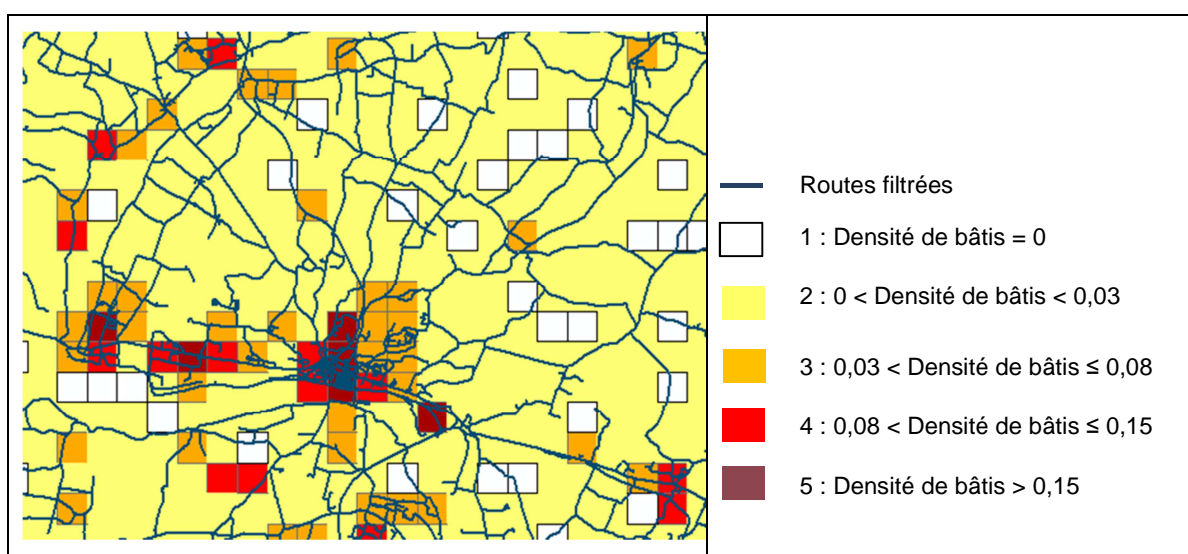 Routes filtrées
1 : Densité de bâtis = 0
2 : 0 < Densité de bâtis < 0,03
3 : 0,03 < Densité de bâtis ≤ 0,08
4 : 0,08 < Densité de bâtis ≤ 0,15
5 : Densité de bâtis > 0,15